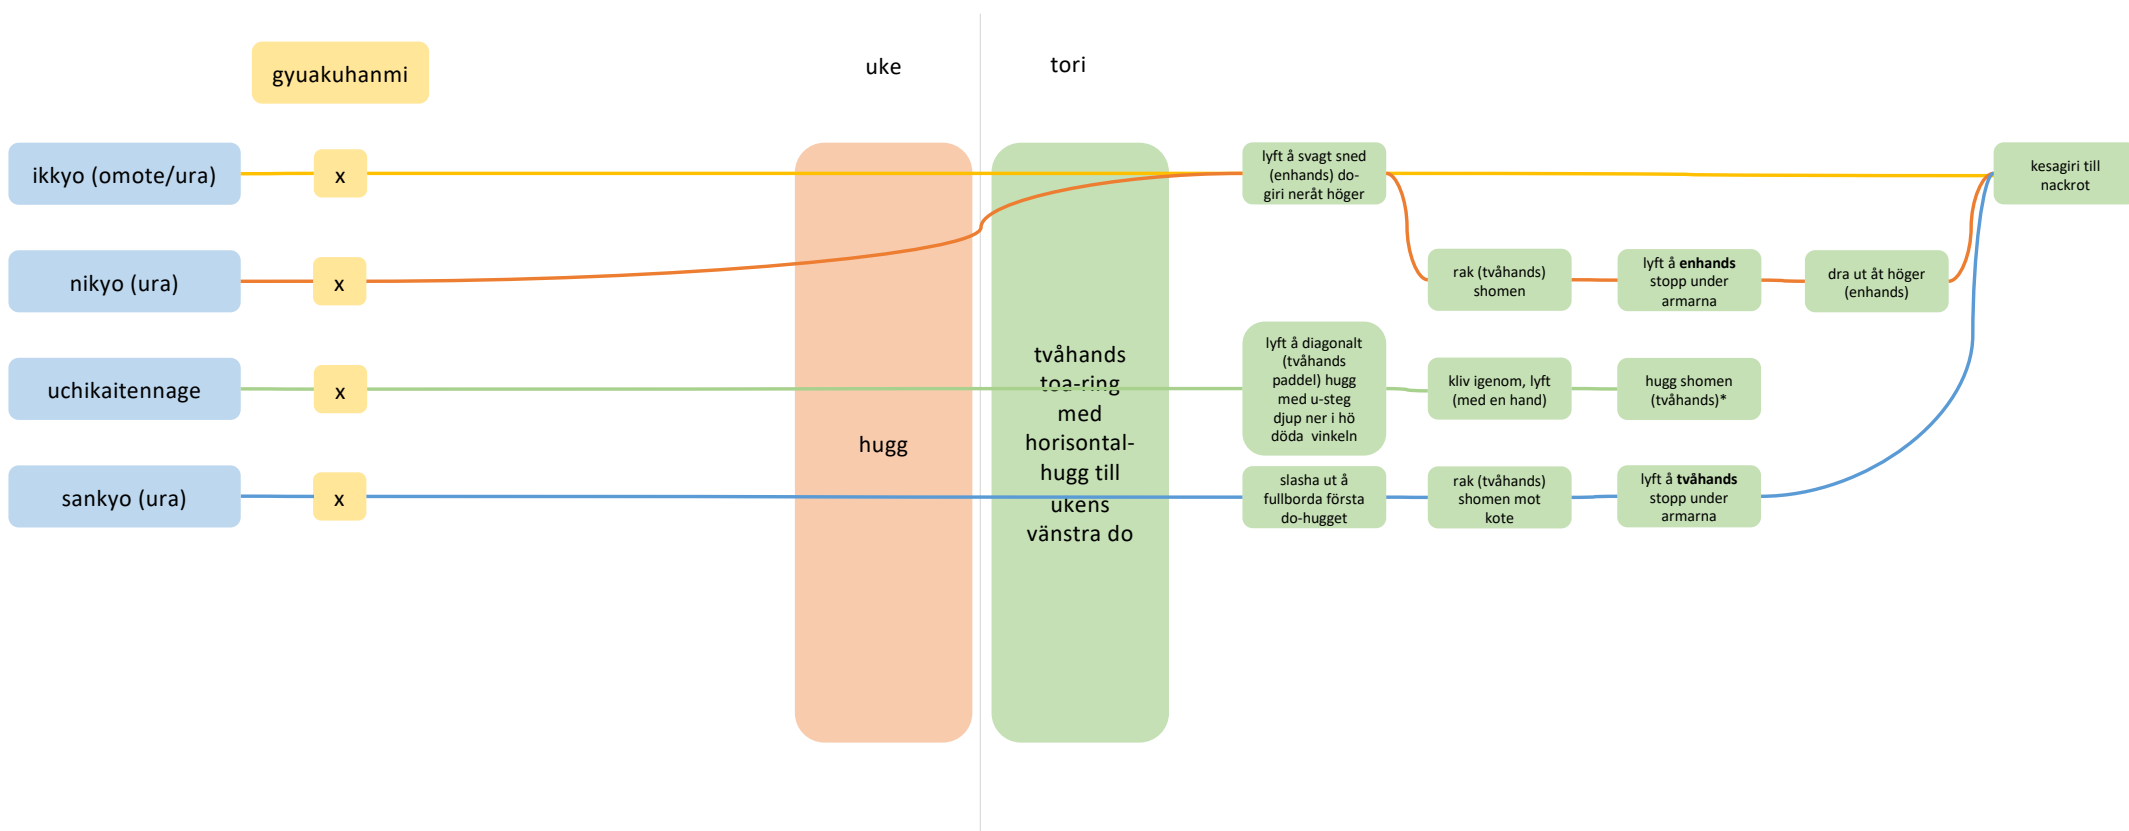 gyuakuhanmi
uke
tori
ikkyo (omote/ura)
x
lyft å svagt sned
(enhands) do-
giri neråt höger
kesagiri till
nackrot
nikyo (ura)
x
rak (tvåhands)
shomen
lyft å enhands
stopp under
armarna
dra ut åt höger
(enhands)
uchikaitennage
x
hugg
tvåhands
toa-ring
med
horisontal-
hugg till
ukens
vänstra do
lyft å diagonalt
(tvåhands
paddel) hugg
med u-steg
djup ner i hö
döda vinkeln
kliv igenom, lyft
(med en hand)
hugg shomen
(tvåhands)*
sankyo (ura)
x
slasha ut å
fullborda första
do-hugget
rak (tvåhands)
shomen mot
kote
lyft å tvåhands
stopp under
armarna